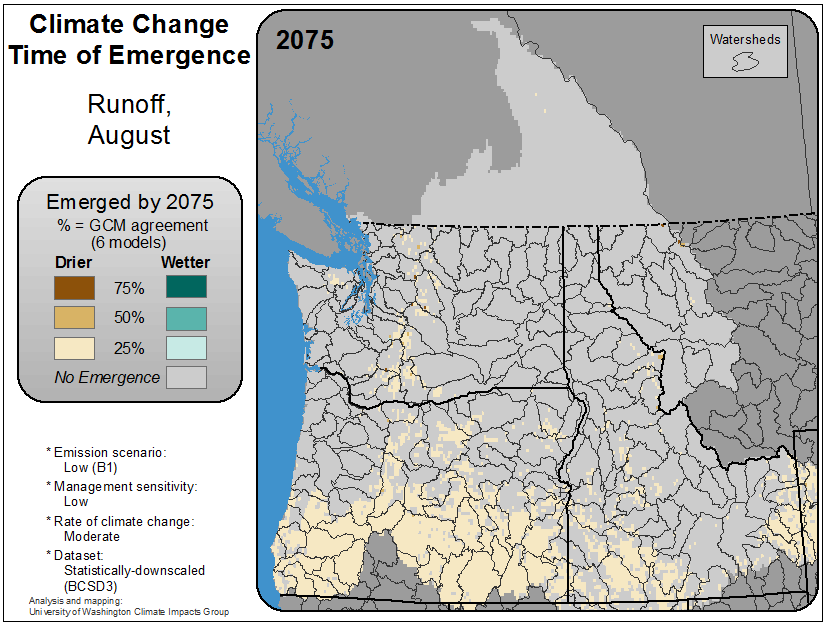 Climate Change
Time of Emergence
Runoff,
August
Emerged by 2075
% = GCM agreement
(6 models)
Drier Wetter
75%
50%
25%
No Emergence
* Emission scenario:
Low (B1)
* Management sensitivity:
Low
* Rate of climate change:
Moderate
* Dataset:
Statistically-downscaled
(BCSD3)
Analysis and mapping:
University of Washington Climate Impacts Group
2075
Watersheds